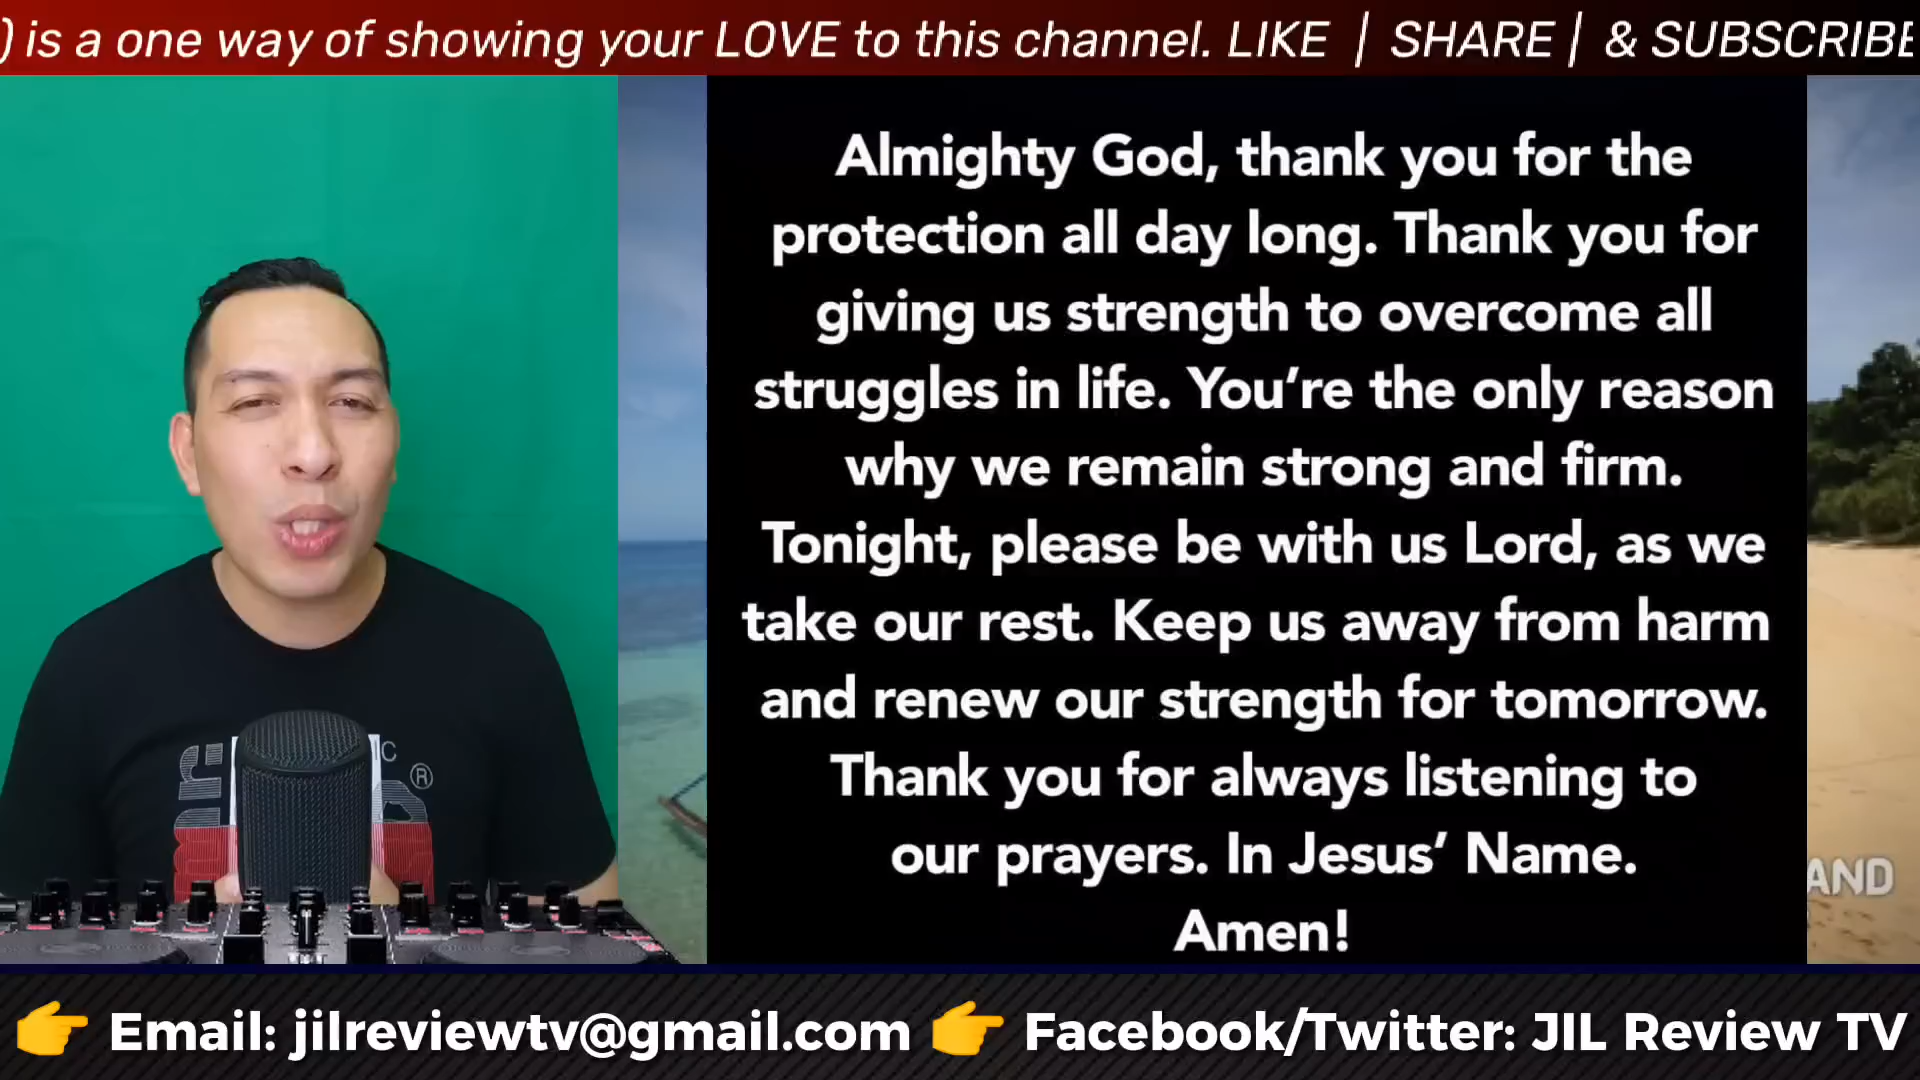 ) is a one way of showing your LOVE to this channel. LIKE | SHARE | & SUBSCRIBE
Almighty God, thank you for the
protection all day long. Thank you for
giving us strength to overcome all
struggles in life. You’re the only reason
why we remain strong and firm.
Tonight, please be with us Lord, as we
take our rest. Keep us away from harm
and renew our strength for tomorrow.
Thank you for always listening to
our prayers. In Jesus’ Name.
Amen!
AND
👉 Email: jilreviewtv@gmail.com 👉 Facebook/Twitter: JIL Review TV